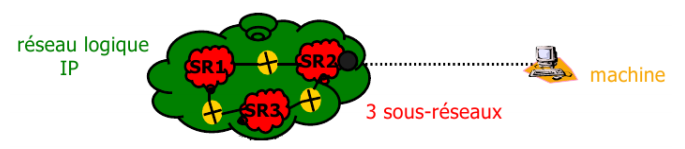 réseau logique
IP
SR1
SR2
SR3
3 sous-réseaux
machine